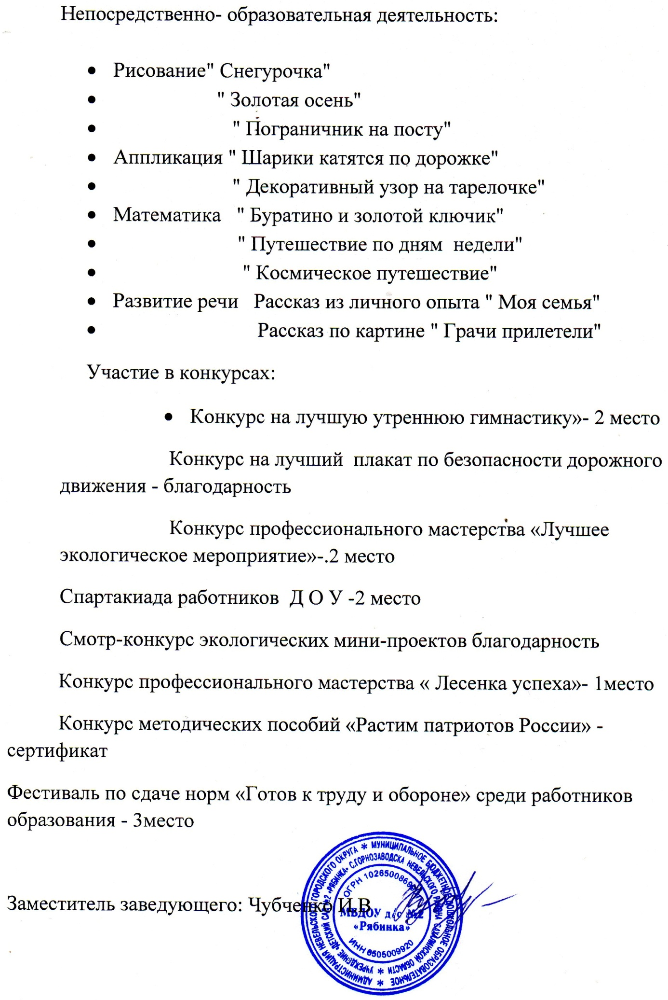 Непосредственно- образовательная деятельность:
• Рисование" Снегурочка"
• " Золотая осень"
• " Пограничник на посту"
• Аппликация " Шарики катятся по дорожке"
• " Декоративный узор на тарелочке"
• Математика " Буратино и золотой ключик"
• " Путешествие по дням недели"
• " Космическое путешествие"
• Развитие речи Рассказ из личного опыта " Моя семья"
• Рассказ по картине " Грачи прилетели"
Участие в конкурсах:
• Конкурс на лучшую утреннюю гимнастику»- 2 место
Конкурс на лучший плакат по безопасности дорожного
движения - благодарность
Конкурс профессионального мастерства «Лучшее
экологическое мероприятие»-.2 место
Спартакиада работников Д О У -2 место
Смотр-конкурс экологических мини-проектов благодарность
Конкурс профессионального мастерства « Лесенка успеха»- 1место
Конкурс методических пособий «Растим патриотов России» -
сертификат
Фестиваль по сдаче норм «Готов к труду и обороне» среди работников
образования - 3место
Заместитель заведующего: Чубченко И.В
АДМИНИСТРАЦИЯ НЕВЕЛЬСКОГО ГОРОДСКОГО ОКРУГА * МУНИЦИПАЛЬНОЕ БЮДЖЕТНОЕ ДОШКОЛЬНОЕ ОБРАЗОВАТЕЛЬНОЕ *
УЧРЕЖДЕНИЕ «ДЕТСКИЙ САД №2 «РЯБИНКА» С.ГОРНОЗАВОДСКА НЕВЕЛЬСКОГО РАЙОНА САХАЛИНСКОЙ ОБЛАСТИ *
ОГРН
МБДОУ д/с №2
«Рябинка»
ИНН 6505009920